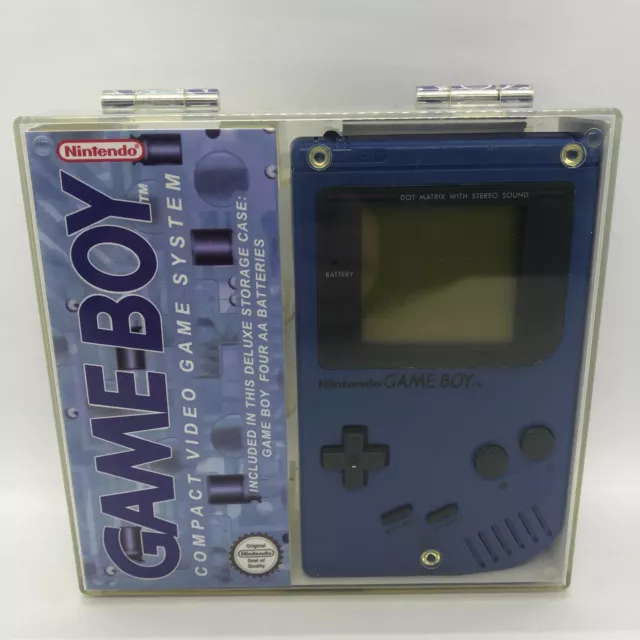 Nintendo
GAME BOY™
COMPACT VIDEO GAME SYSTEM
INCLUDED IN THIS DELUXE STORAGE CASE:
GAME BOY FOUR AA BATTERIES
Original
Nintendo
Seal of
Quality
DOT MATRIX WITH STEREO SOUND
BATTERY
Nintendo GAME BOY™